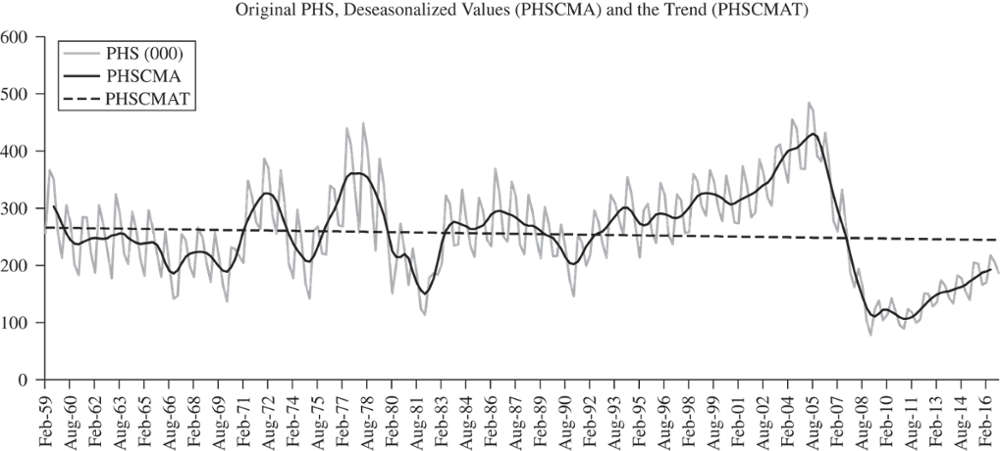 Original PHS, Deseasonalized Values (PHSCMA) and the Trend (PHSCMAT)
600
500
400
300
200
100
0
PHS (000)
PHSCMA
PHSCMAT
Feb-59
Aug-60
Feb-62
Aug-63
Feb-65
Aug-66
Feb-68
Aug-69
Feb-71
Aug-72
Feb-74
Aug-75
Feb-77
Aug-78
Feb-80
Aug-81
Feb-83
Aug-84
Feb-86
Aug-87
Feb-89
Aug-90
Feb-92
Aug-93
Feb-95
Aug-96
Feb-98
Aug-99
Feb-01
Aug-02
Feb-04
Aug-05
Feb-07
Aug-08
Feb-10
Aug-11
Feb-13
Aug-14
Feb-16